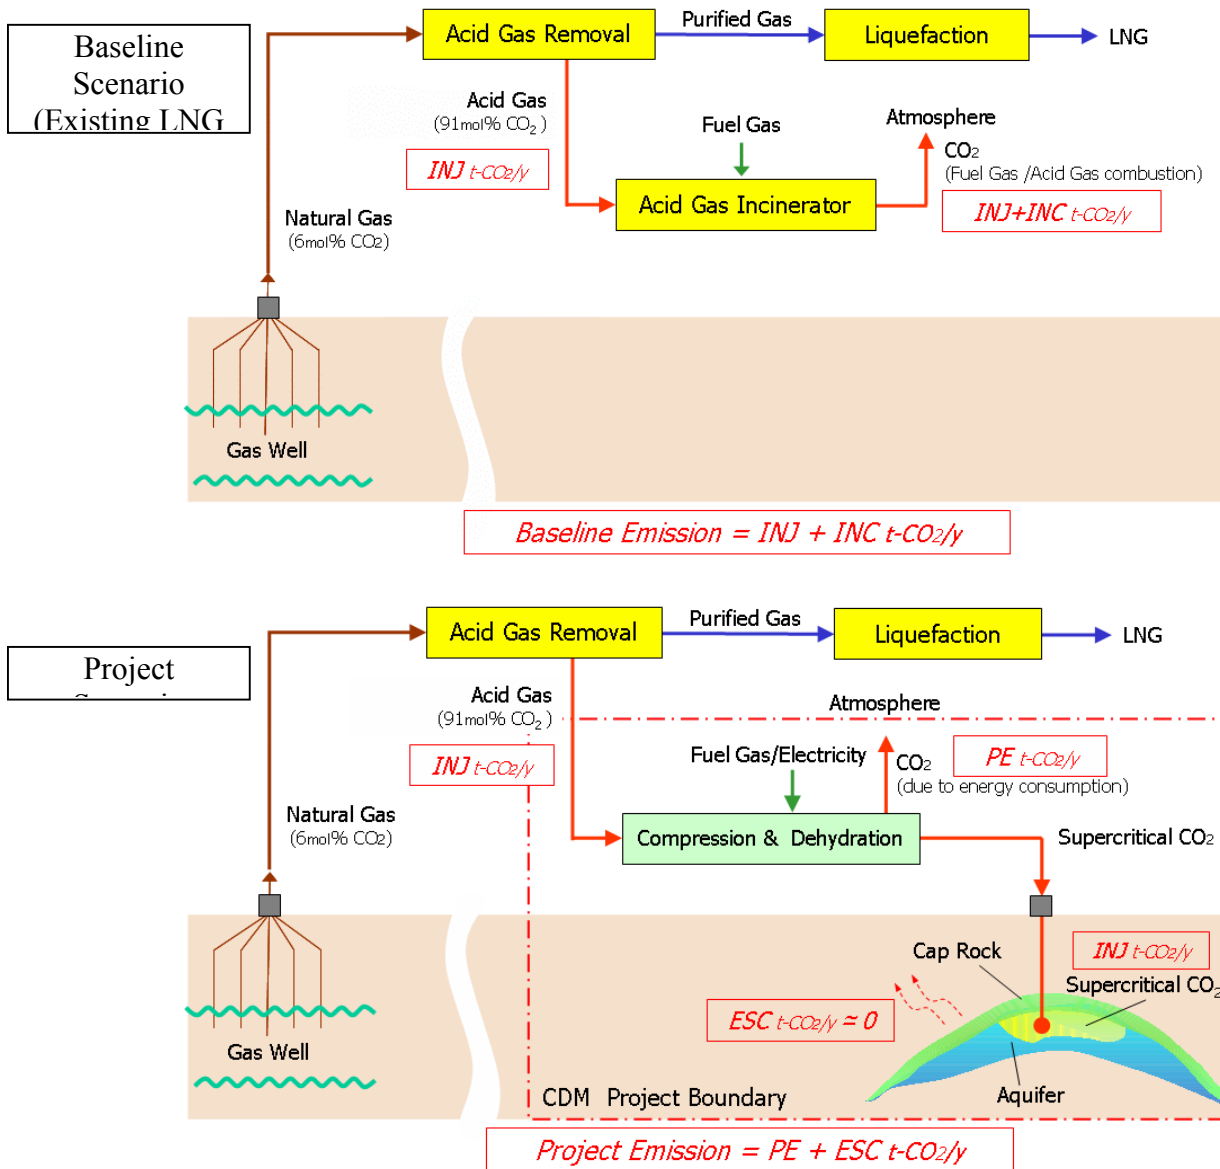 Baseline
Scenario
(Existing LNG
Acid Gas Removal
Purified Gas
Liquefaction
LNG
Acid Gas
(91mol% CO2)
INJ t-CO2/y
Fuel Gas
Atmosphere
CO2
(Fuel Gas /Acid Gas combustion)
Acid Gas Incinerator
INJ+INC t-CO2/y
Natural Gas
(6mol% CO2)
Gas Well
Baseline Emission = INJ + INC t-CO2/y
Project
Acid Gas Removal
Purified Gas
Liquefaction
LNG
Acid Gas
(91mol% CO2)
INJ t-CO2/y
Atmosphere
Fuel Gas/Electricity
CO2
(due to energy consumption)
PE t-CO2/y
Natural Gas
(6mol% CO2)
Compression & Dehydration
Supercritical CO2
Cap Rock
INJ t-CO2/y
Supercritical CO2
ESC t-CO2/y ≃ 0
Gas Well
Aquifer
CDM Project Boundary
Project Emission = PE + ESC t-CO2/y